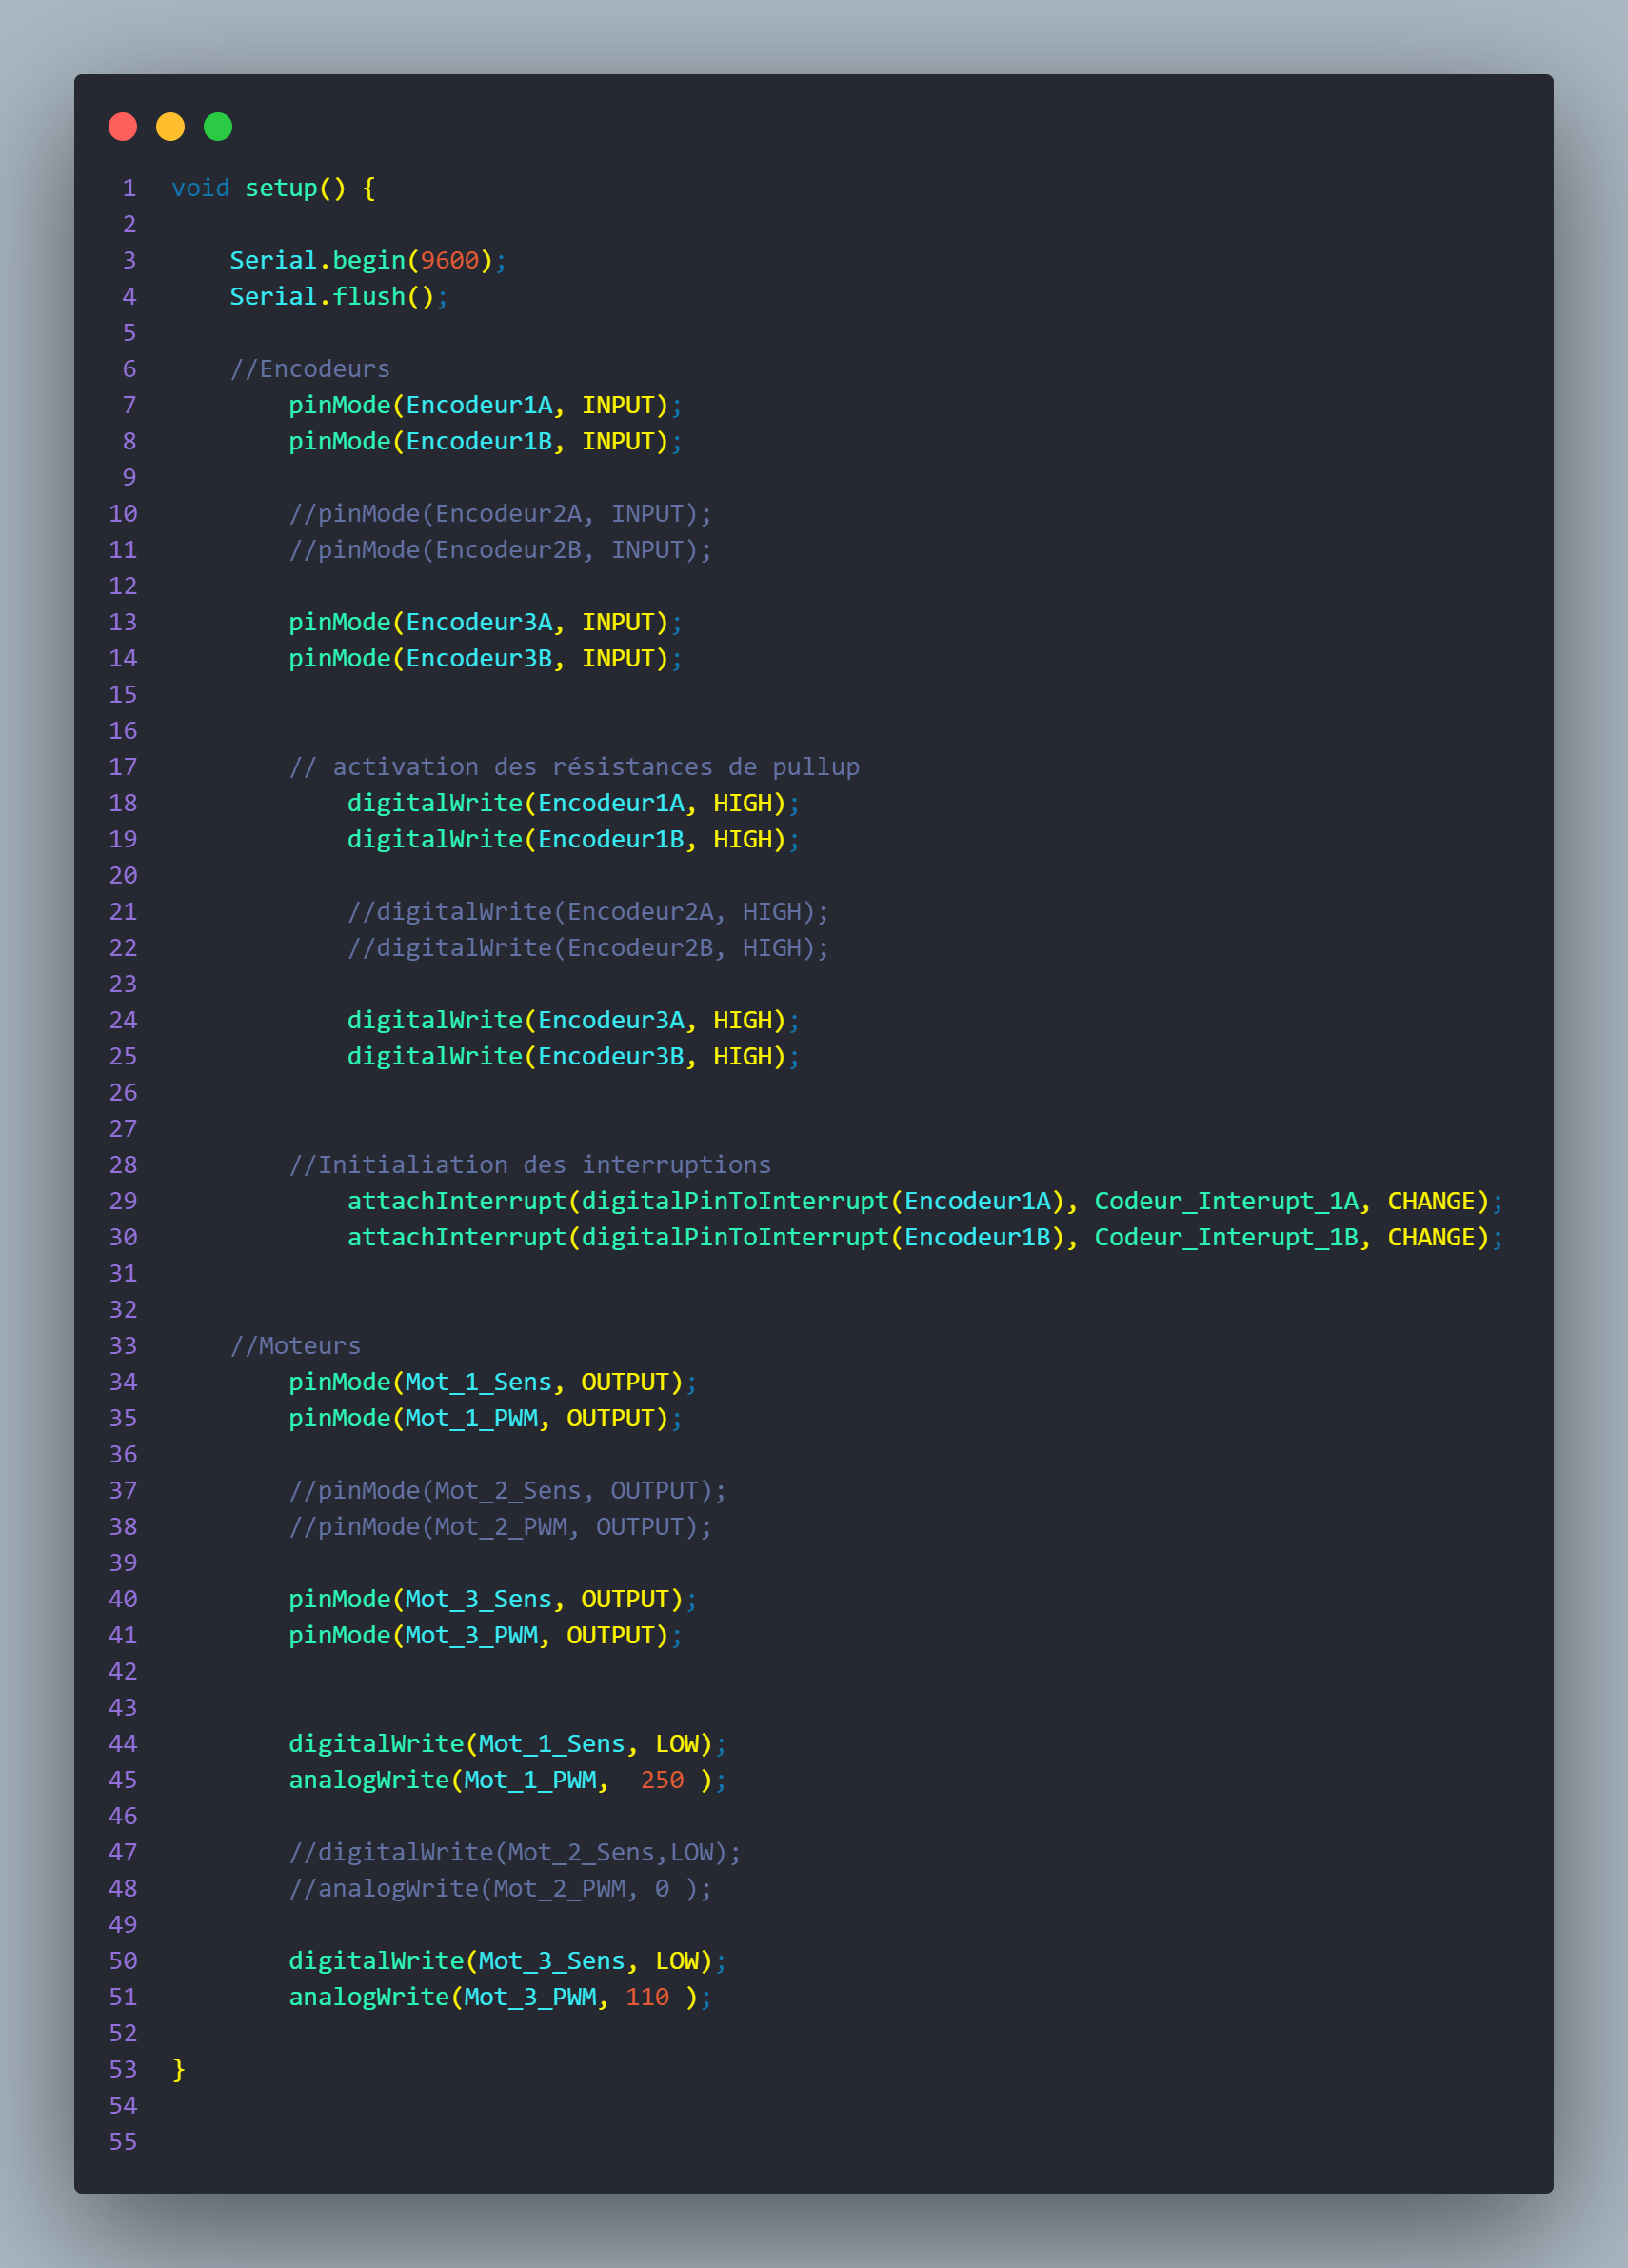 1 void setup() {
2
3 Serial.begin(9600);
4 Serial.flush();
5
6 //Encodeurs
7 pinMode(Encodeur1A, INPUT);
8 pinMode(Encodeur1B, INPUT);
9
10 //pinMode(Encodeur2A, INPUT);
11 //pinMode(Encodeur2B, INPUT);
12
13 pinMode(Encodeur3A, INPUT);
14 pinMode(Encodeur3B, INPUT);
15
16
17 // activation des résistances de pullup
18 digitalWrite(Encodeur1A, HIGH);
19 digitalWrite(Encodeur1B, HIGH);
20
21 //digitalWrite(Encodeur2A, HIGH);
22 //digitalWrite(Encodeur2B, HIGH);
23
24 digitalWrite(Encodeur3A, HIGH);
25 digitalWrite(Encodeur3B, HIGH);
26
27
28 //Initialiation des interruptions
29 attachInterrupt(digitalPinToInterrupt(Encodeur1A), Codeur_Interupt_1A, CHANGE);
30 attachInterrupt(digitalPinToInterrupt(Encodeur1B), Codeur_Interupt_1B, CHANGE);
31
32
33 //Moteurs
34 pinMode(Mot_1_Sens, OUTPUT);
35 pinMode(Mot_1_PWM, OUTPUT);
36
37 //pinMode(Mot_2_Sens, OUTPUT);
38 //pinMode(Mot_2_PWM, OUTPUT);
39
40 pinMode(Mot_3_Sens, OUTPUT);
41 pinMode(Mot_3_PWM, OUTPUT);
42
43
44 digitalWrite(Mot_1_Sens, LOW);
45 analogWrite(Mot_1_PWM,  250 );
46
47 //digitalWrite(Mot_2_Sens,LOW);
48 //analogWrite(Mot_2_PWM, 0 );
49
50 digitalWrite(Mot_3_Sens, LOW);
51 analogWrite(Mot_3_PWM, 110 );
52
53 }
54
55